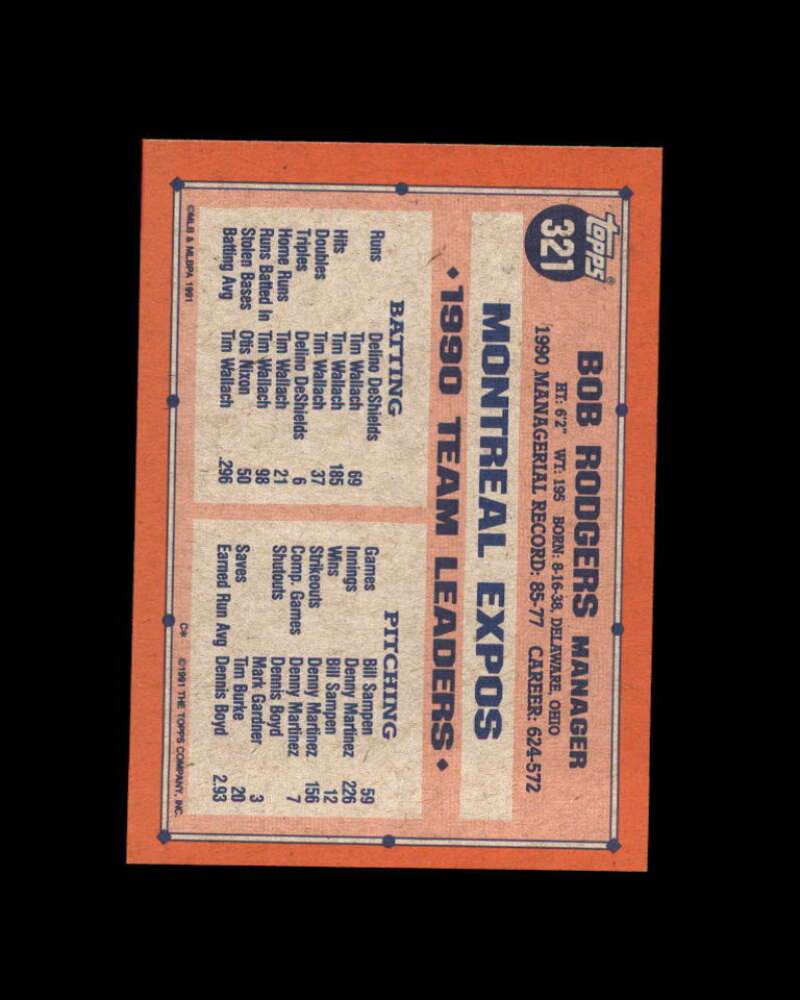 topps®
321
BOB RODGERS MANAGER
HT: 6'2" WT: 195 BORN: 8-16-38, DELAWARE, OHIO
1990 MANAGERIAL RECORD: 85-77 CAREER: 624-572
MONTREAL EXPOS
♦1990 TEAM LEADERS♦
BATTING
Runs Delino DeShields 69
Tim Wallach
Hits Tim Wallach 185
Doubles Tim Wallach 37
Triples Delino DeShields 6
Home Runs Tim Wallach 21
Runs Batted In Tim Wallach 98
Stolen Bases Otis Nixon 50
Batting Avg Tim Wallach .296
PITCHING
Games Bill Sampen 59
Innings Denny Martinez 226
Wins Bill Sampen 12
Strikeouts Denny Martinez 156
Comp. Games Denny Martinez 7
Shutouts Dennis Boyd
Mark Gardner 3
Saves Tim Burke 20
Earned Run Avg Dennis Boyd 2.93
©MLB & MLBPA 1991
C* ©1991 THE TOPPS COMPANY, INC.